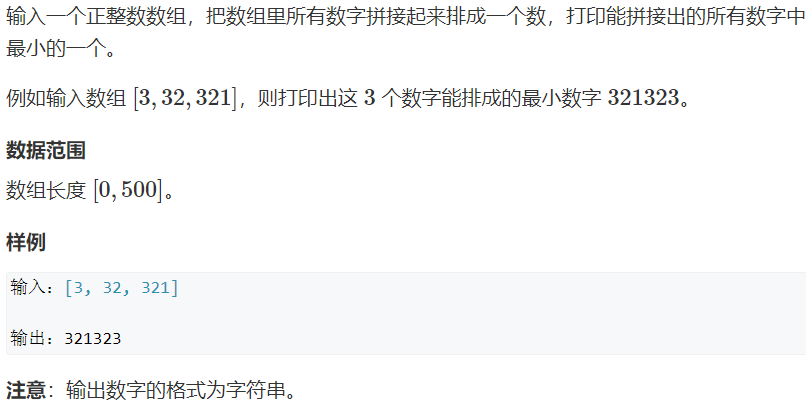 输入一个正整数数组，把数组里所有数字拼接起来排成一个数，打印能拼接出的所有数字中
最小的一个。
例如输入数组 [3, 32, 321]，则打印出这 3 个数字能排成的最小数字 321323。
数据范围
数组长度 [0, 500]。
样例
输入：[3, 32, 321]
输出：321323
注意：输出数字的格式为字符串。